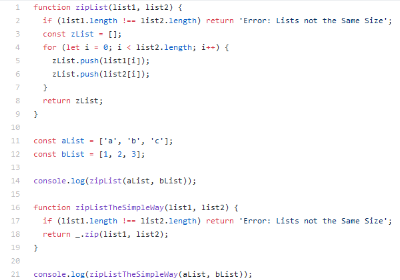 1 function zipList(list1, list2) {
2 if (list1.length !== list2.length) return 'Error: Lists not the Same Size';
3 const zList = [];
4 for (let i = 0; i < list2.length; i++) {
5 zList.push(list1[i]);
6 zList.push(list2[i]);
7 }
8 return zList;
9 }
10
11 const aList = ['a', 'b', 'c'];
12 const bList = [1, 2, 3];
13
14 console.log(zipList(aList, bList));
15
16 function zipListTheSimpleWay(list1, list2) {
17 if (list1.length !== list2.length) return 'Error: Lists not the Same Size';
18 return _.zip(list1, list2);
19 }
20
21 console.log(zipListTheSimpleWay(aList, bList));